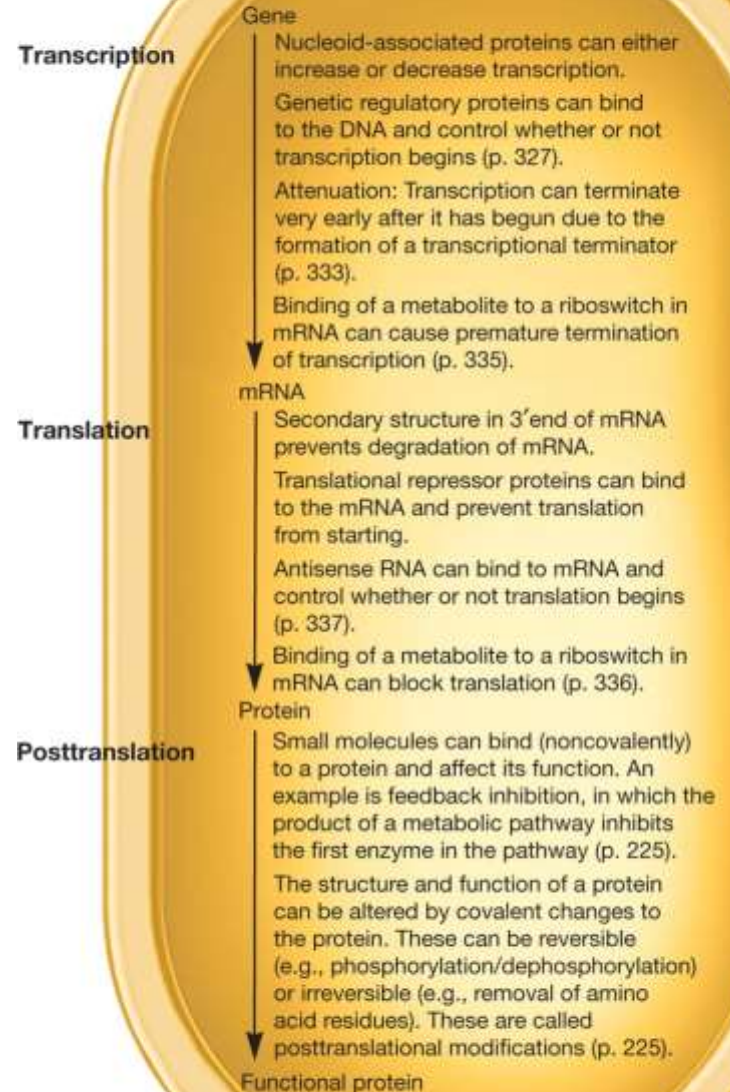 Gene
Transcription
Nucleoid-associated proteins can either
increase or decrease transcription.
Genetic regulatory proteins can bind
to the DNA and control whether or not
transcription begins (p. 327).
Attenuation: Transcription can terminate
very early after it has begun due to the
formation of a transcriptional terminator
(p. 333).
Binding of a metabolite to a riboswitch in
mRNA can cause premature termination
of transcription (p. 335).
mRNA
Translation
Secondary structure in 3′end of mRNA
prevents degradation of mRNA.
Translational repressor proteins can bind
to the mRNA and prevent translation
from starting.
Antisense RNA can bind to mRNA and
control whether or not translation begins
(p. 337).
Binding of a metabolite to a riboswitch in
mRNA can block translation (p. 336).
Protein
Posttranslation
Small molecules can bind (noncovalently)
to a protein and affect its function. An
example is feedback inhibition, in which the
product of a metabolic pathway inhibits
the first enzyme in the pathway (p. 225).
The structure and function of a protein
can be altered by covalent changes to
the protein. These can be reversible
(e.g., phosphorylation/dephosphorylation)
or irreversible (e.g., removal of amino
acid residues). These are called
posttranslational modifications (p. 225).
Functional protein